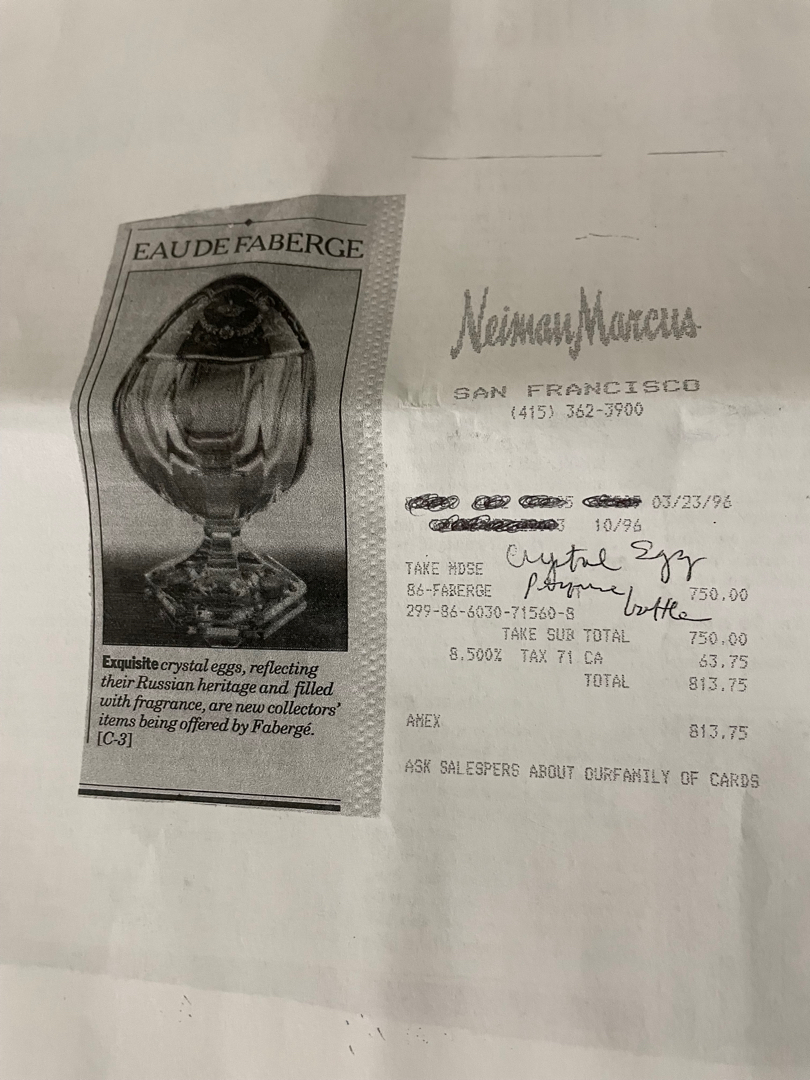 EAU DE FABERGE
Exquisite crystal eggs, reflecting
their Russian heritage and filled
with fragrance, are new collectors'
items being offered by Fabergé.
[C-3]
Neiman Marcus
SAN FRANCISCO
(415) 362-3900
03/23/96
10/96
TAKE MDSE Crystal Egg
86-FABERGE Perfume bottle 750.00
299-86-6030-71560-8
TAKE SUB TOTAL 750.00
8.500% TAX 71 CA 63.75
TOTAL 813.75
AMEX 813.75
ASK SALESPERS ABOUT OURFAMILY OF CARDS